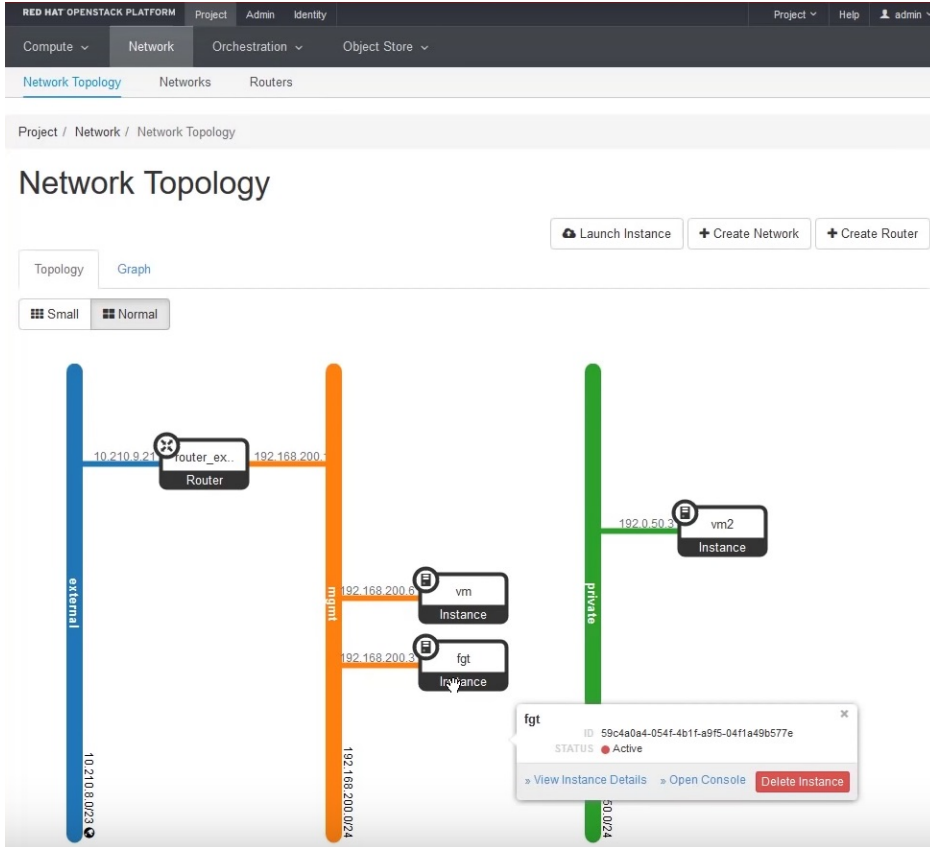 RED HAT OPENSTACK PLATFORM Project Admin Identity Project Help admin
Compute Network Orchestration Object Store
Network Topology Networks Routers
Project / Network / Network Topology
Network Topology
Launch Instance + Create Network + Create Router
Topology Graph
Small Normal
10.210.9.21 router_ex.. 192.168.200.
Router
192.0.50.3 vm2
Instance
external
mgmt
private
192.168.200.6 vm
Instance
192.168.200.3 fgt
Instance
fgt
ID 59c4a0a4-054f-4b1f-a9f5-04f1a49b577e
STATUS Active
» View Instance Details » Open Console Delete Instance
10.210.8.0/23
192.168.200.0/24
50.0/24